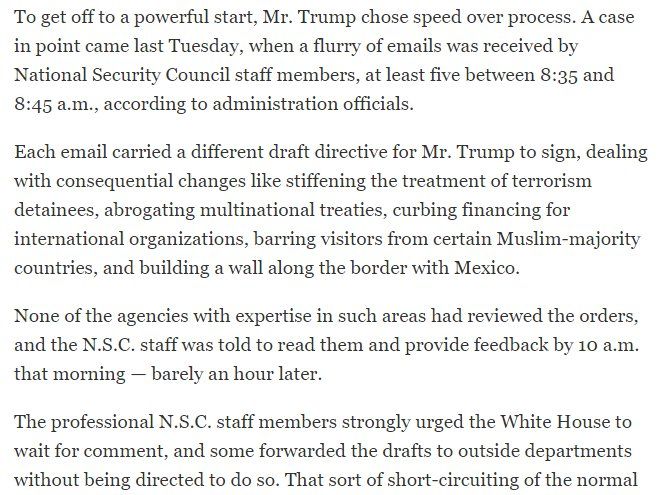 To get off to a powerful start, Mr. Trump chose speed over process. A case
in point came last Tuesday, when a flurry of emails was received by
National Security Council staff members, at least five between 8:35 and
8:45 a.m., according to administration officials.
Each email carried a different draft directive for Mr. Trump to sign, dealing
with consequential changes like stiffening the treatment of terrorism
detainees, abrogating multinational treaties, curbing financing for
international organizations, barring visitors from certain Muslim-majority
countries, and building a wall along the border with Mexico.
None of the agencies with expertise in such areas had reviewed the orders,
and the N.S.C. staff was told to read them and provide feedback by 10 a.m.
that morning — barely an hour later.
The professional N.S.C. staff members strongly urged the White House to
wait for comment, and some forwarded the drafts to outside departments
without being directed to do so. That sort of short-circuiting of the normal